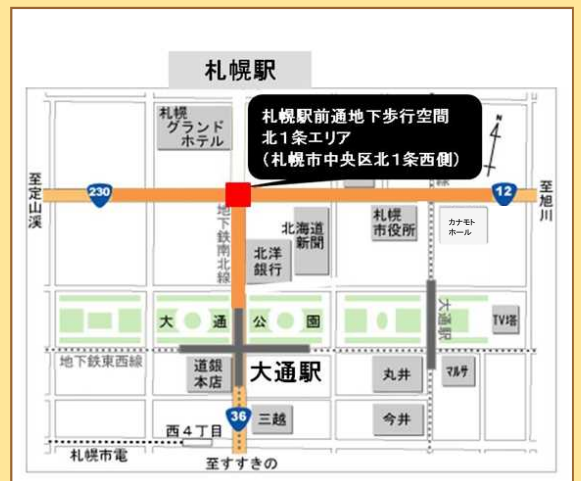 札幌駅
札幌
グランド
ホテル
札幌駅前通地下歩行空間
北1条エリア
（札幌市中央区北1条西側）
N
至定山渓
230
12
至旭川
線
地下鉄南北線
北洋
銀行
北海道
新聞
札幌
市役所
カナモト
ホール
大通公園
大通駅
TV塔
地下鉄東西線
道銀
本店
大通駅
丸井
マルサ
36
三越
今井
西4丁目
札幌市電
至すすきの